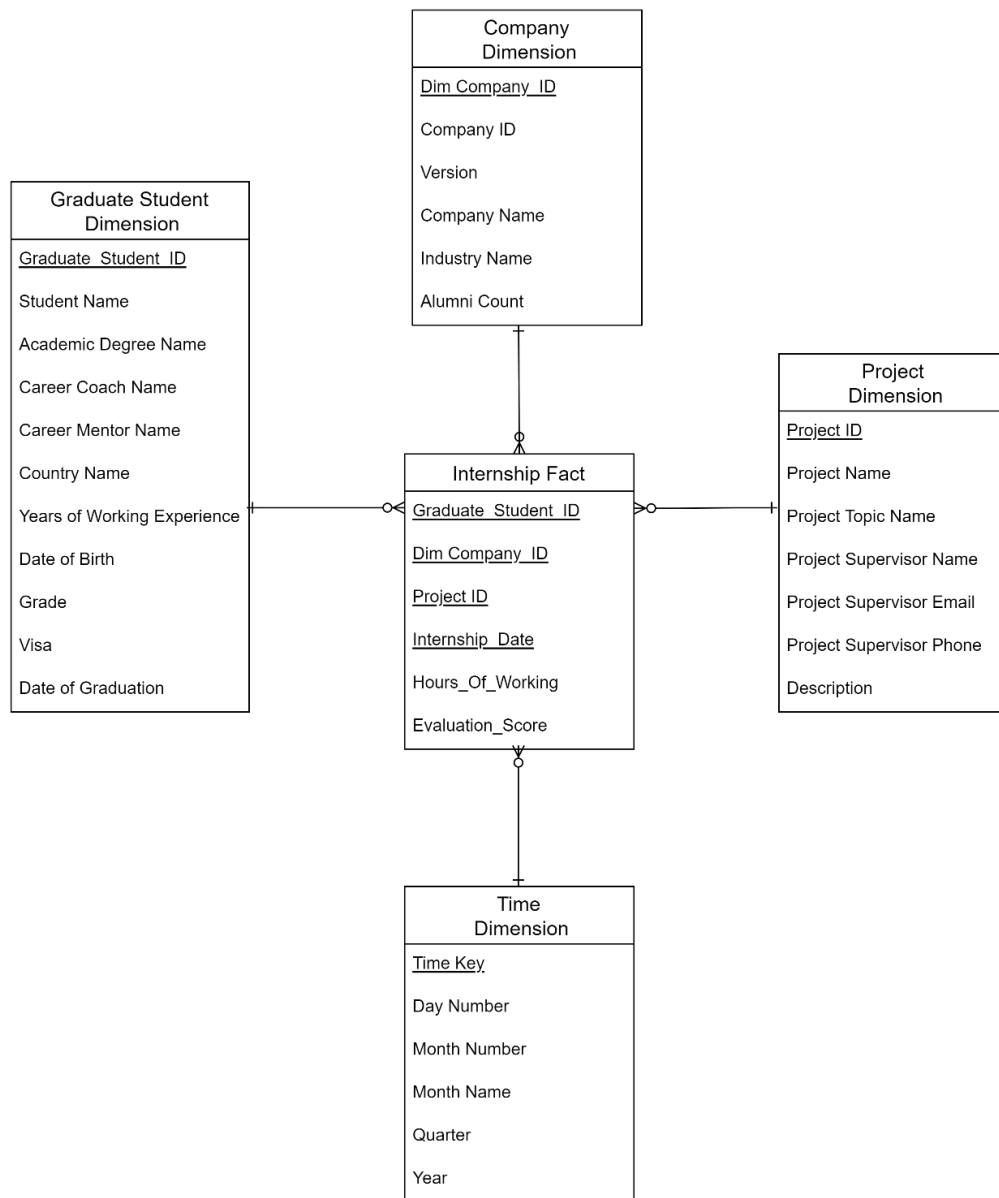 Company
Dimension
Dim Company_ID
Company ID
Version
Company Name
Industry Name
Alumni Count
Graduate Student
Dimension
Graduate_Student_ID
Student Name
Academic Degree Name
Career Coach Name
Career Mentor Name
Country Name
Years of Working Experience
Date of Birth
Grade
Visa
Date of Graduation
Project
Dimension
Project ID
Project Name
Project Topic Name
Project Supervisor Name
Project Supervisor Email
Project Supervisor Phone
Description
Internship Fact
Graduate_Student_ID
Dim Company_ID
Project ID
Internship_Date
Hours_Of_Working
Evaluation_Score
Time
Dimension
Time Key
Day Number
Month Number
Month Name
Quarter
Year